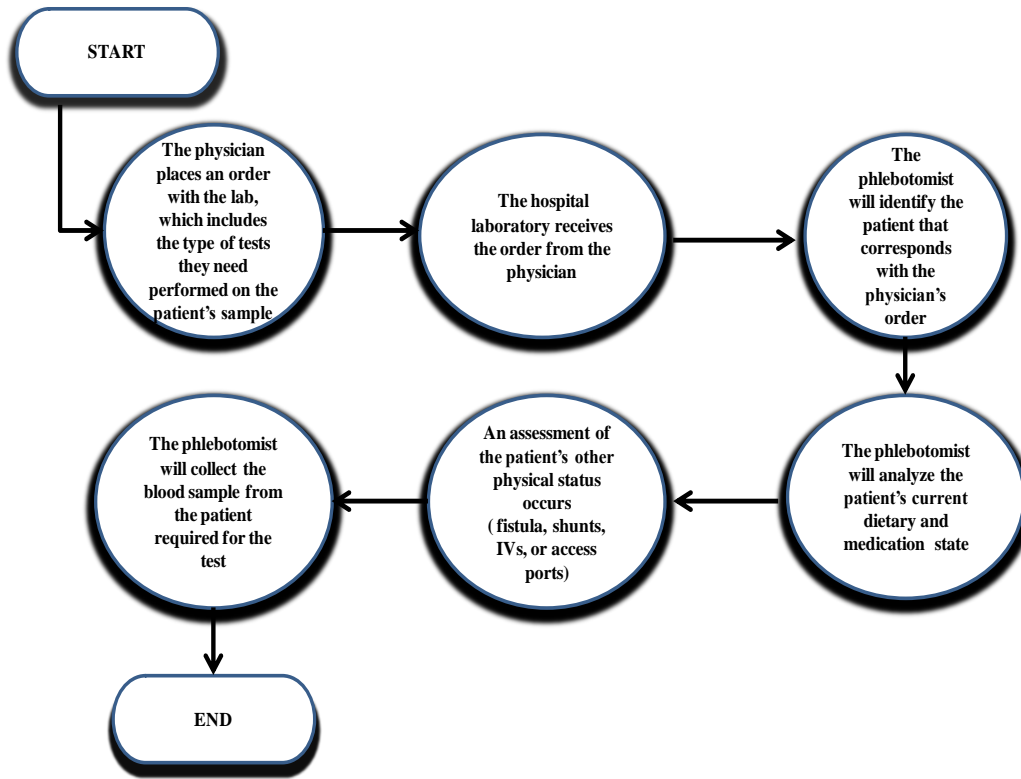 START
The physician
places an order
with the lab,
which includes
the type of tests
they need
performed on the
patient's sample
The hospital
laboratory receives
the order from the
physician
The
phlebotomist
will identify the
patient that
corresponds
with the
physician's
order
The phlebotomist
will analyze the
patient's current
dietary and
medication state
An assessment of
the patient's other
physical status
occurs
( fistula, shunts,
IVs, or access
ports)
The phlebotomist
will collect the
blood sample from
the patient
required for the
test
END